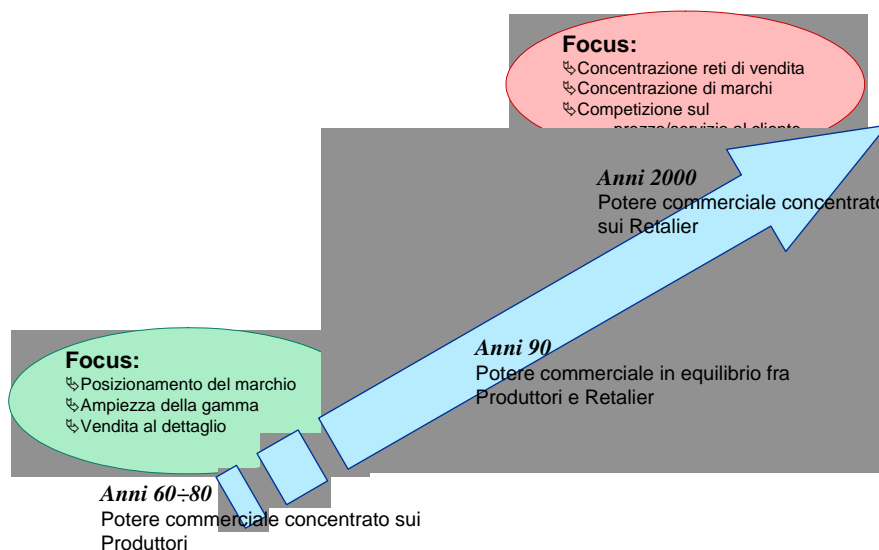 Focus:
Concentrazione reti di vendita
Concentrazione di marchi
Competizione sul
Anni 2000
Potere commerciale concentrato
sui Retalier
Focus:
Posizionamento del marchio
Ampiezza della gamma
Vendita al dettaglio
Anni 90
Potere commerciale in equilibrio fra
Produttori e Retalier
Anni 60÷80
Potere commerciale concentrato sui
Produttori